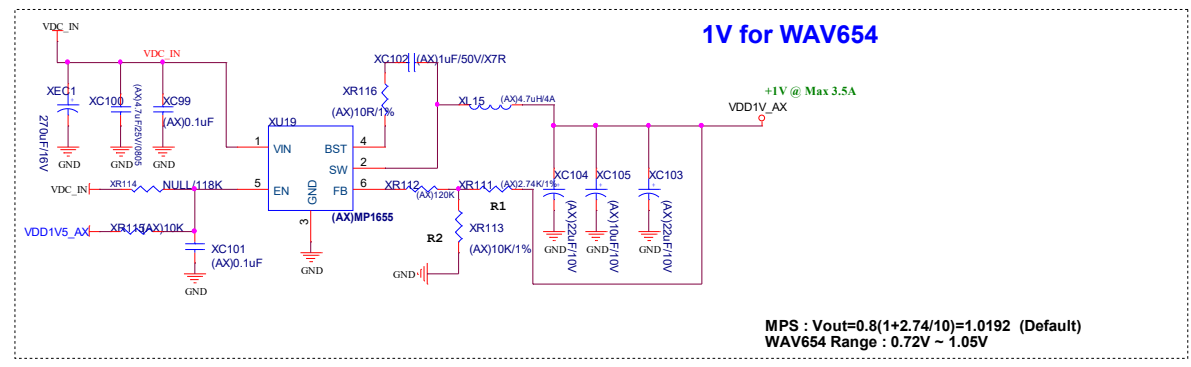 1V for WAV654
VDC_IN
VDC_IN
XEC1
270uF/16V
GND
XC100
(AX)4.7uF/25V/0805
GND
XC99
(AX)0.1uF
GND
XC102
(AX)1uF/50V/X7R
XR116
(AX)10R/1%
XL15
(AX)4.7uH/4A
+1V @ Max 3.5A
VDD1V_AX
XU19
1
VIN
BST
4
SW
2
5
EN
GND
FB
6
3
(AX)MP1655
GND
VDC_IN
XR114
NULL/118K
VDD1V5_AX
XR115
(AX)10K
XC101
(AX)0.1uF
GND
XR112
(AX)120K
XR111
(AX)2.74K/1%
R1
R2
XR113
(AX)10K/1%
GND
XC104
(AX)22uF/10V
GND
XC105
(AX)10uF/10V
GND
XC103
(AX)22uF/10V
GND
MPS : Vout=0.8(1+2.74/10)=1.0192 (Default)
WAV654 Range : 0.72V ~ 1.05V